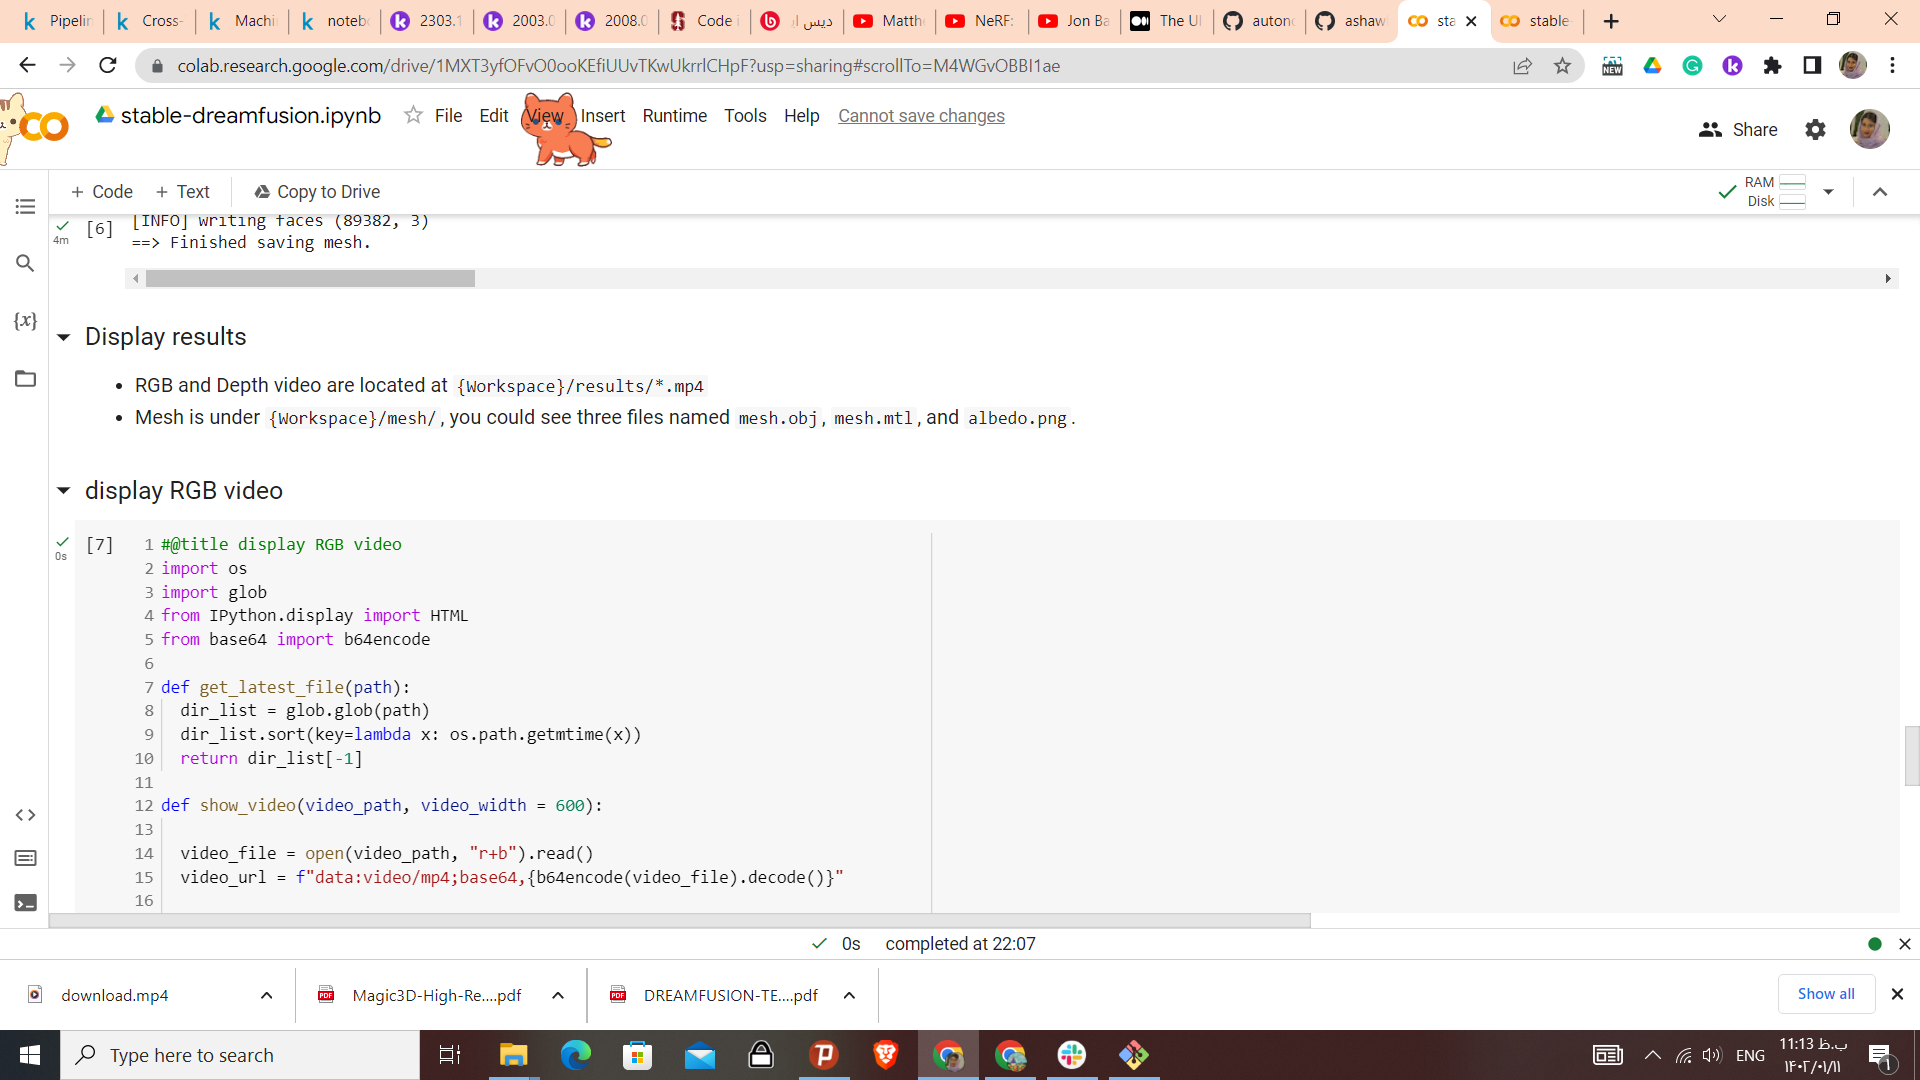 Pipelin
Cross-
Machi
notebo
2303.1
2003.0
2008.0
Code i
دیس ای
Matth
NeRF:
Jon Ba
The Ul
autono
ashaw
sta
stable-
colab.research.google.com/drive/1MXT3yfOFvO0ooKEfiUUvTKwUkrrlCHpF?usp=sharing#scrollTo=M4WGvOBBI1ae
NEW
stable-dreamfusion.ipynb
File Edit View Insert Runtime Tools Help Cannot save changes
Share
+ Code + Text Copy to Drive
RAM
Disk
4m
[6]
[INFO] writing faces (89382, 3)
==> Finished saving mesh.
{x}
Display results
• RGB and Depth video are located at {Workspace}/results/*.mp4
• Mesh is under {Workspace}/mesh/, you could see three files named mesh.obj, mesh.mtl, and albedo.png.
display RGB video
0s
[7]
1 #@title display RGB video
2 import os
3 import glob
4 from IPython.display import HTML
5 from base64 import b64encode
6
7 def get_latest_file(path):
8 dir_list = glob.glob(path)
9 dir_list.sort(key=lambda x: os.path.getmtime(x))
10 return dir_list[-1]
11
12 def show_video(video_path, video_width = 600):
13
14 video_file = open(video_path, "r+b").read()
15 video_url = f"data:video/mp4;base64,{b64encode(video_file).decode()}"
16
0s completed at 22:07
download.mp4
Magic3D-High-Re....pdf
DREAMFUSION-TE....pdf
Show all
Type here to search
ENG
11:13 ب.ظ
۱۴۰۲/۰۱/۱۱
۱